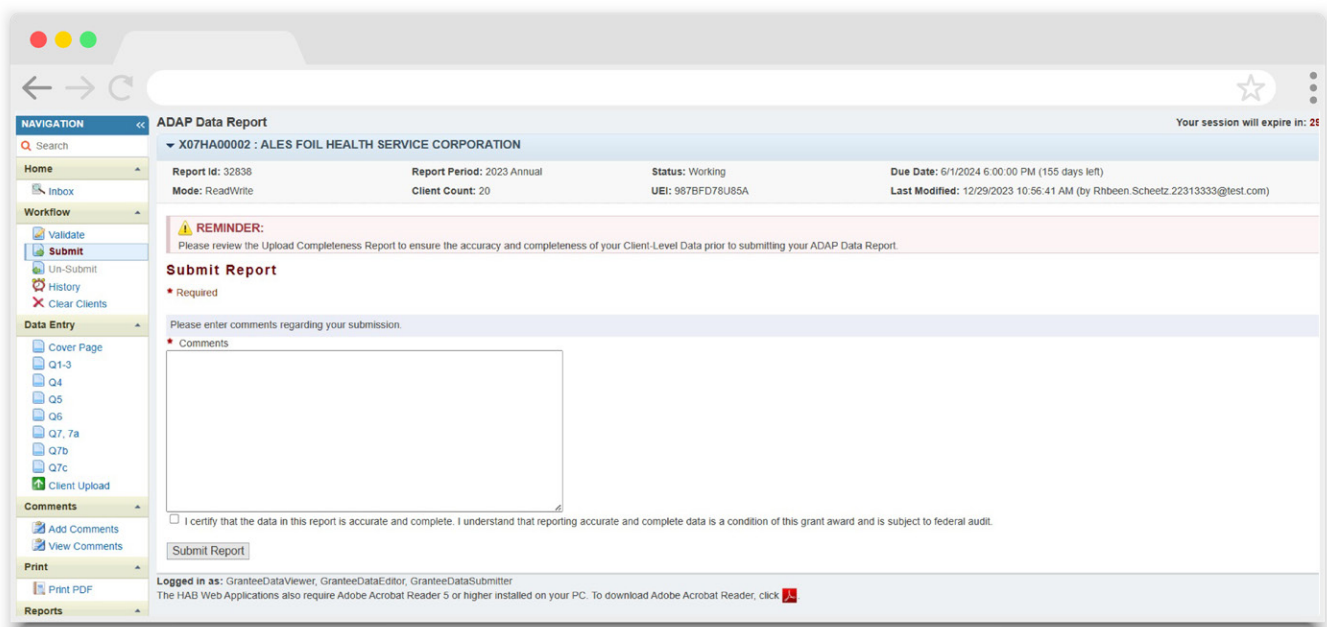 NAVIGATION «
Search
Home
Inbox
Workflow
Validate
Submit
Un-Submit
History
Clear Clients
Data Entry
Cover Page
Q1-3
Q4
Q5
Q6
Q7, 7a
Q7b
Q7c
Client Upload
Comments
Add Comments
View Comments
Print
Print PDF
Reports
ADAP Data Report
Your session will expire in: 29
X07HA00002 : ALES FOIL HEALTH SERVICE CORPORATION
Report Id: 32838 Report Period: 2023 Annual Status: Working Due Date: 6/1/2024 6:00:00 PM (155 days left)
Mode: ReadWrite Client Count: 20 UEI: 987BFD78U85A Last Modified: 12/29/2023 10:56:41 AM (by Rhbeen.Scheetz.22313333@test.com)
REMINDER:
Please review the Upload Completeness Report to ensure the accuracy and completeness of your Client-Level Data prior to submitting your ADAP Data Report.
Submit Report
* Required
Please enter comments regarding your submission.
* Comments
I certify that the data in this report is accurate and complete. I understand that reporting accurate and complete data is a condition of this grant award and is subject to federal audit.
Submit Report
Logged in as: GranteeDataViewer, GranteeDataEditor, GranteeDataSubmitter
The HAB Web Applications also require Adobe Acrobat Reader 5 or higher installed on your PC. To download Adobe Acrobat Reader, click .